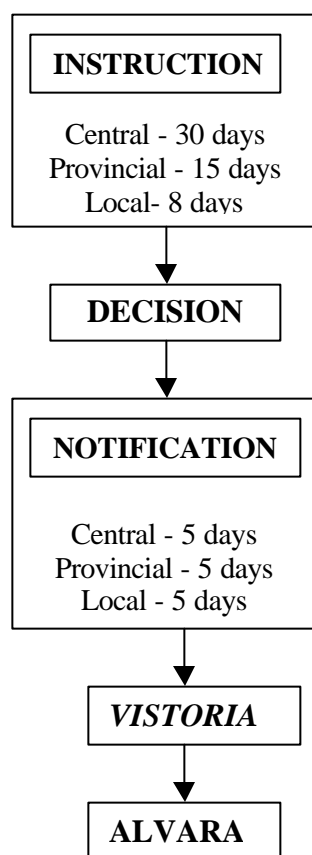 INSTRUCTION
Central - 30 days
Provincial - 15 days
Local- 8 days
DECISION
NOTIFICATION
Central - 5 days
Provincial - 5 days
Local - 5 days
VISTORIA
ALVARA